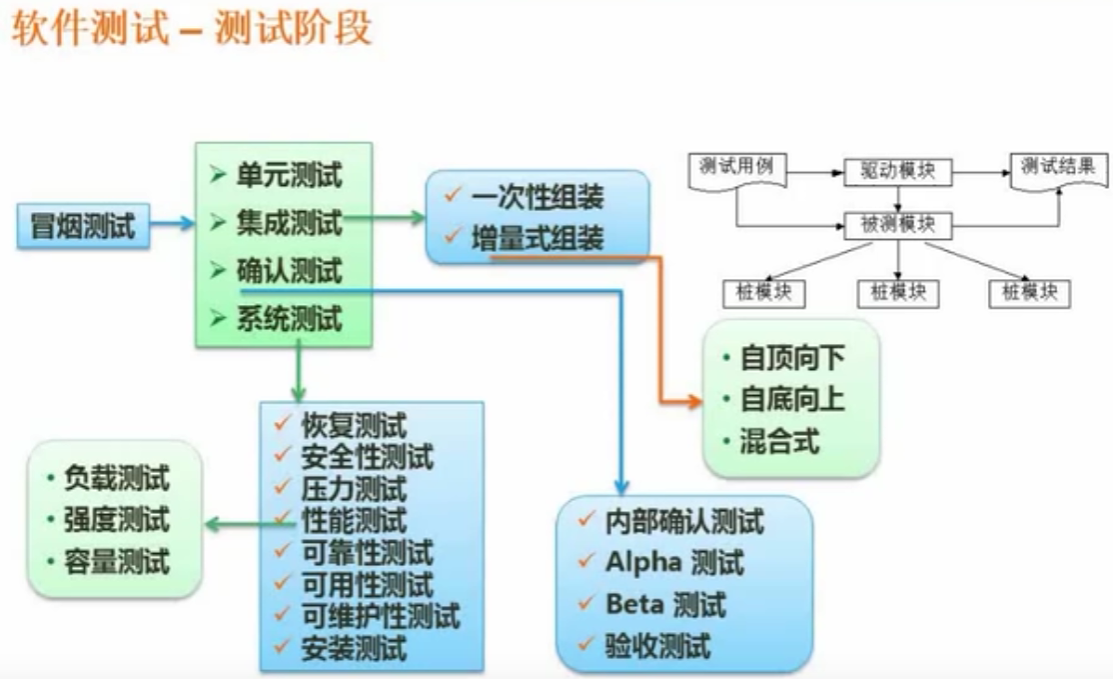 软件测试 – 测试阶段
冒烟测试
单元测试
集成测试
确认测试
系统测试
一次性组装
增量式组装
测试用例
驱动模块
测试结果
被测模块
桩模块
桩模块
桩模块
自顶向下
自底向上
混合式
恢复测试
安全性测试
压力测试
性能测试
可靠性测试
可用性测试
可维护性测试
安装测试
负载测试
强度测试
容量测试
内部确认测试
Alpha 测试
Beta 测试
验收测试